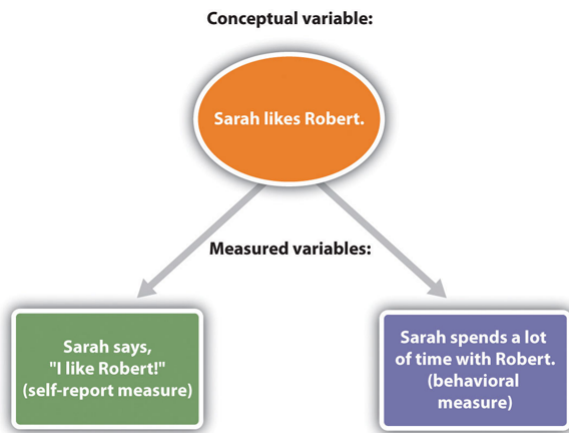 Conceptual variable:
Sarah likes Robert.
Measured variables:
Sarah says,
"I like Robert!"
(self-report measure)
Sarah spends a lot
of time with Robert.
(behavioral
measure)